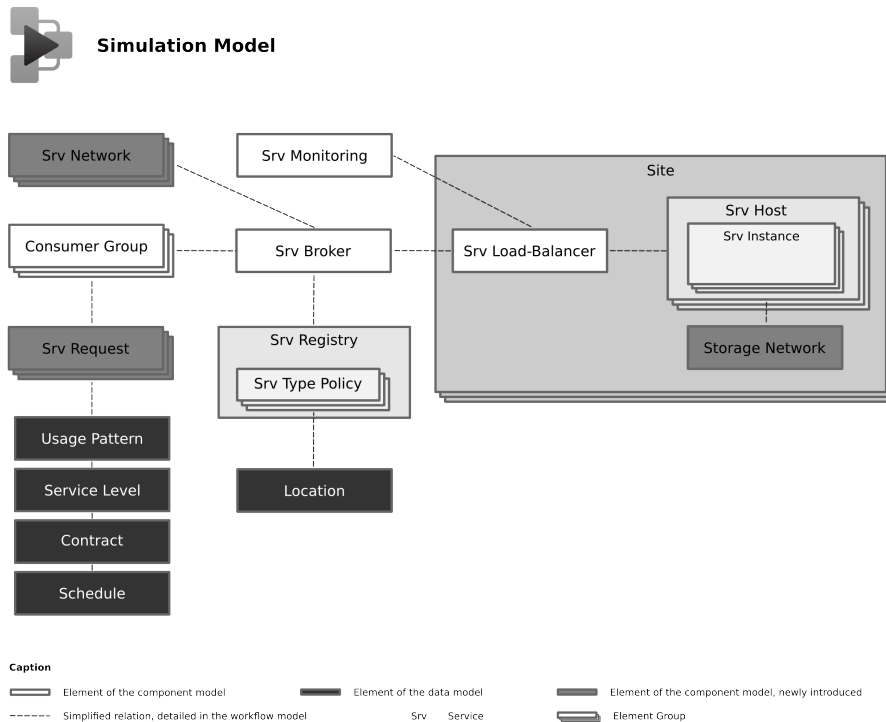 Simulation Model
Srv Network
Srv Monitoring
Site
Srv Host
Srv Instance
Consumer Group
Srv Broker
Srv Load-Balancer
Srv Request
Srv Registry
Srv Type Policy
Storage Network
Usage Pattern
Service Level
Location
Contract
Schedule
Caption
Element of the component model
Element of the data model
Element of the component model, newly introduced
Simplified relation, detailed in the workflow model
Srv Service
Element Group